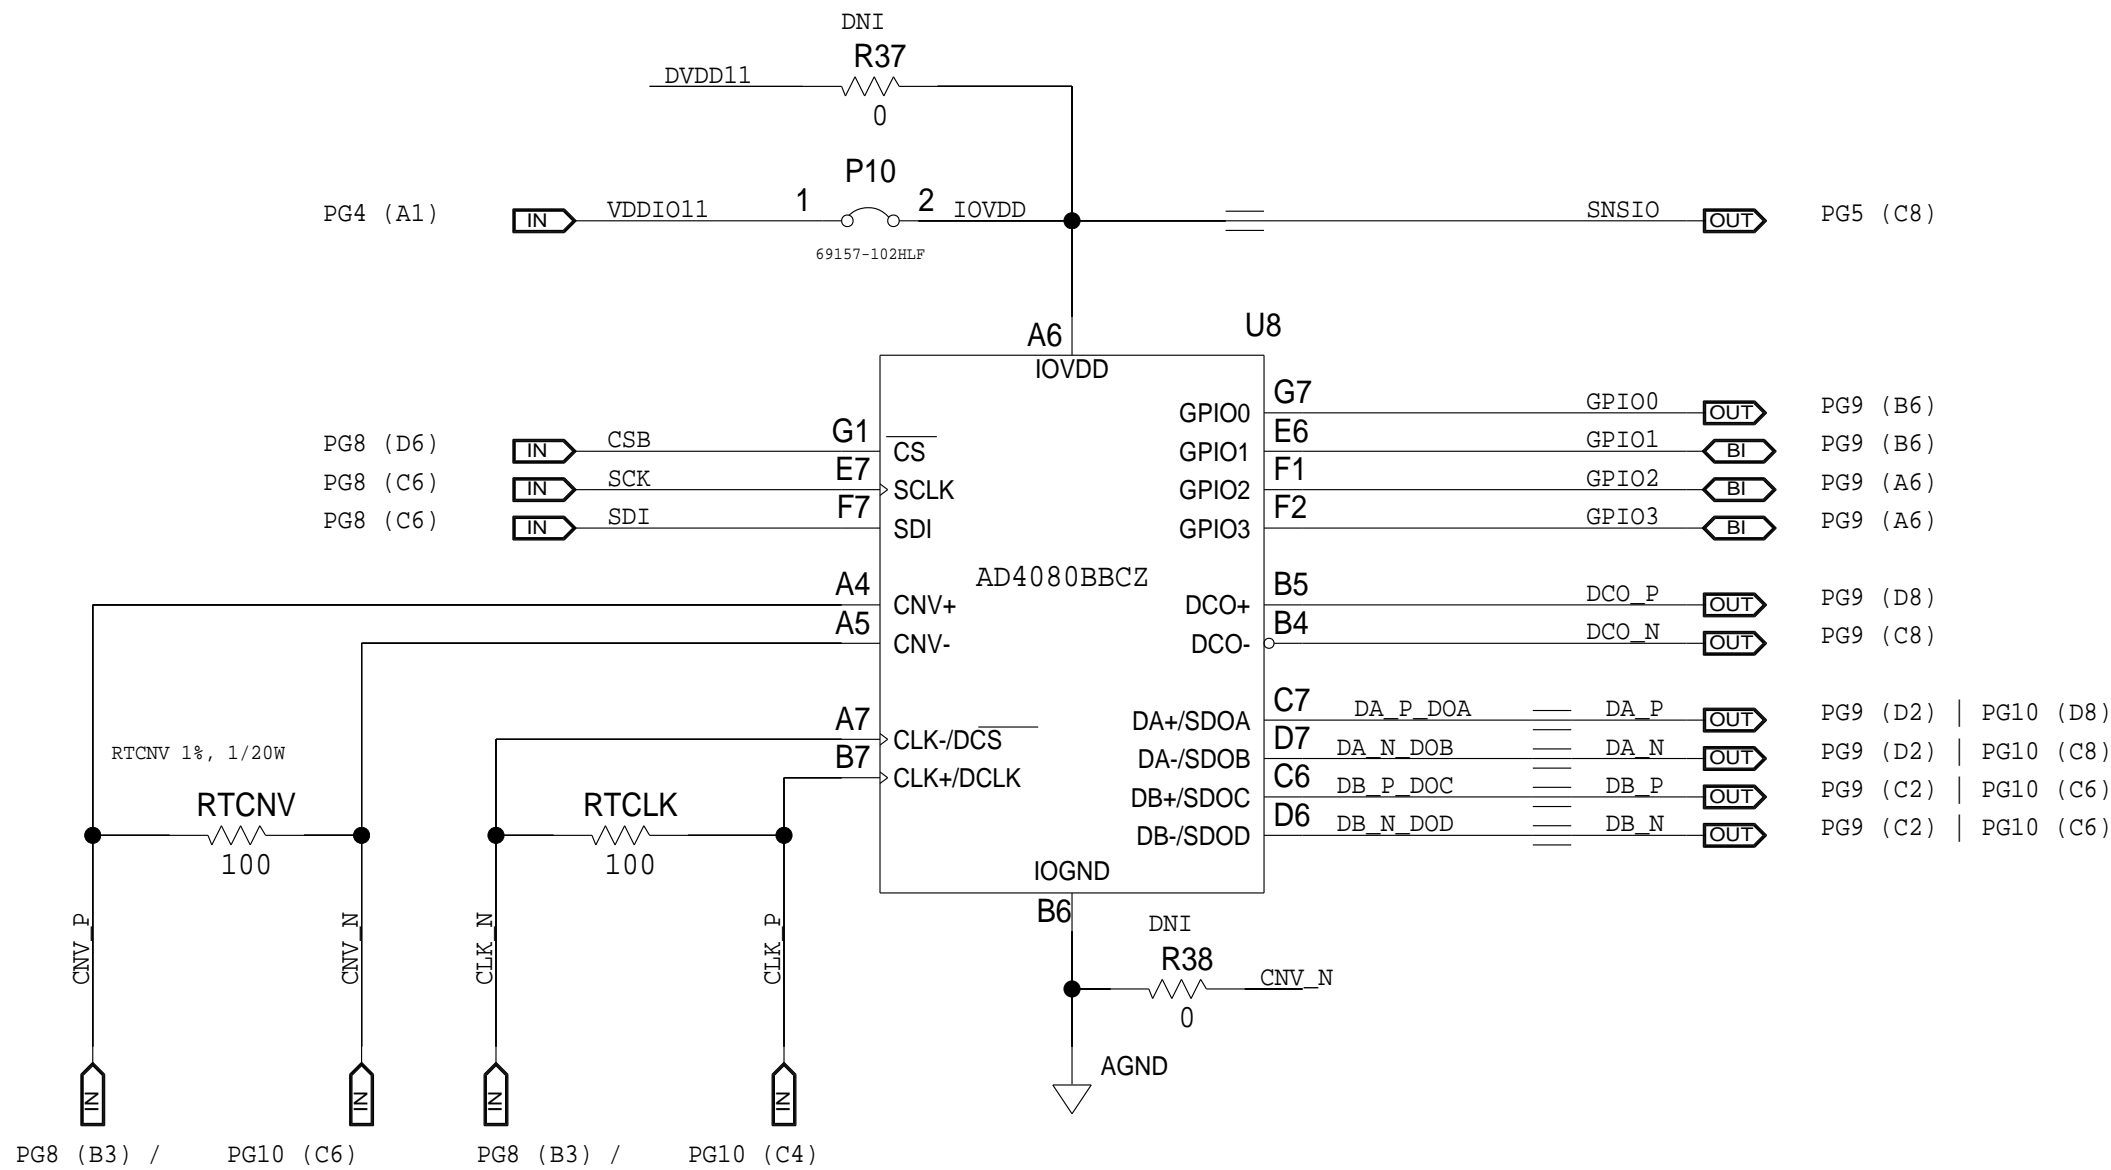 DNI
R37
DVDD11
0
P10
PG4 (A1) IN VDDIO11 1 2 IOVDD SNSIO OUT PG5 (C8)
69157-102HLF
U8
A6
IOVDD
G7
GPIO0 GPIO0 OUT PG9 (B6)
PG8 (D6) IN CSB G1 CS
E6
GPIO1 GPIO1 BI PG9 (B6)
PG8 (C6) IN SCK E7 SCLK
F1
GPIO2 GPIO2 BI PG9 (A6)
PG8 (C6) IN SDI F7 SDI
F2
GPIO3 GPIO3 BI PG9 (A6)
AD4080BBCZ
A4
CNV+
B5
DCO+ DCO_P OUT PG9 (D8)
A5
CNV-
B4
DCO- DCO_N OUT PG9 (C8)
C7
DA+/SDOA DA_P_DOA DA_P OUT PG9 (D2) | PG10 (D8)
A7
CLK-/DCS
D7
DA-/SDOB DA_N_DOB DA_N OUT PG9 (D2) | PG10 (C8)
B7
CLK+/DCLK
C6
DB+/SDOC DB_P_DOC DB_P OUT PG9 (C2) | PG10 (C6)
D6
DB-/SDOD DB_N_DOD DB_N OUT PG9 (C2) | PG10 (C6)
RTCNV 1%, 1/20W
RTCNV
100
RTCLK
100
IOGND
B6
CNV_P
CNV_N
CLK_N
CLK_P
DNI
R38
CNV_N
0
AGND
IN IN IN IN
PG8 (B3) / PG10 (C6) PG8 (B3) / PG10 (C4)